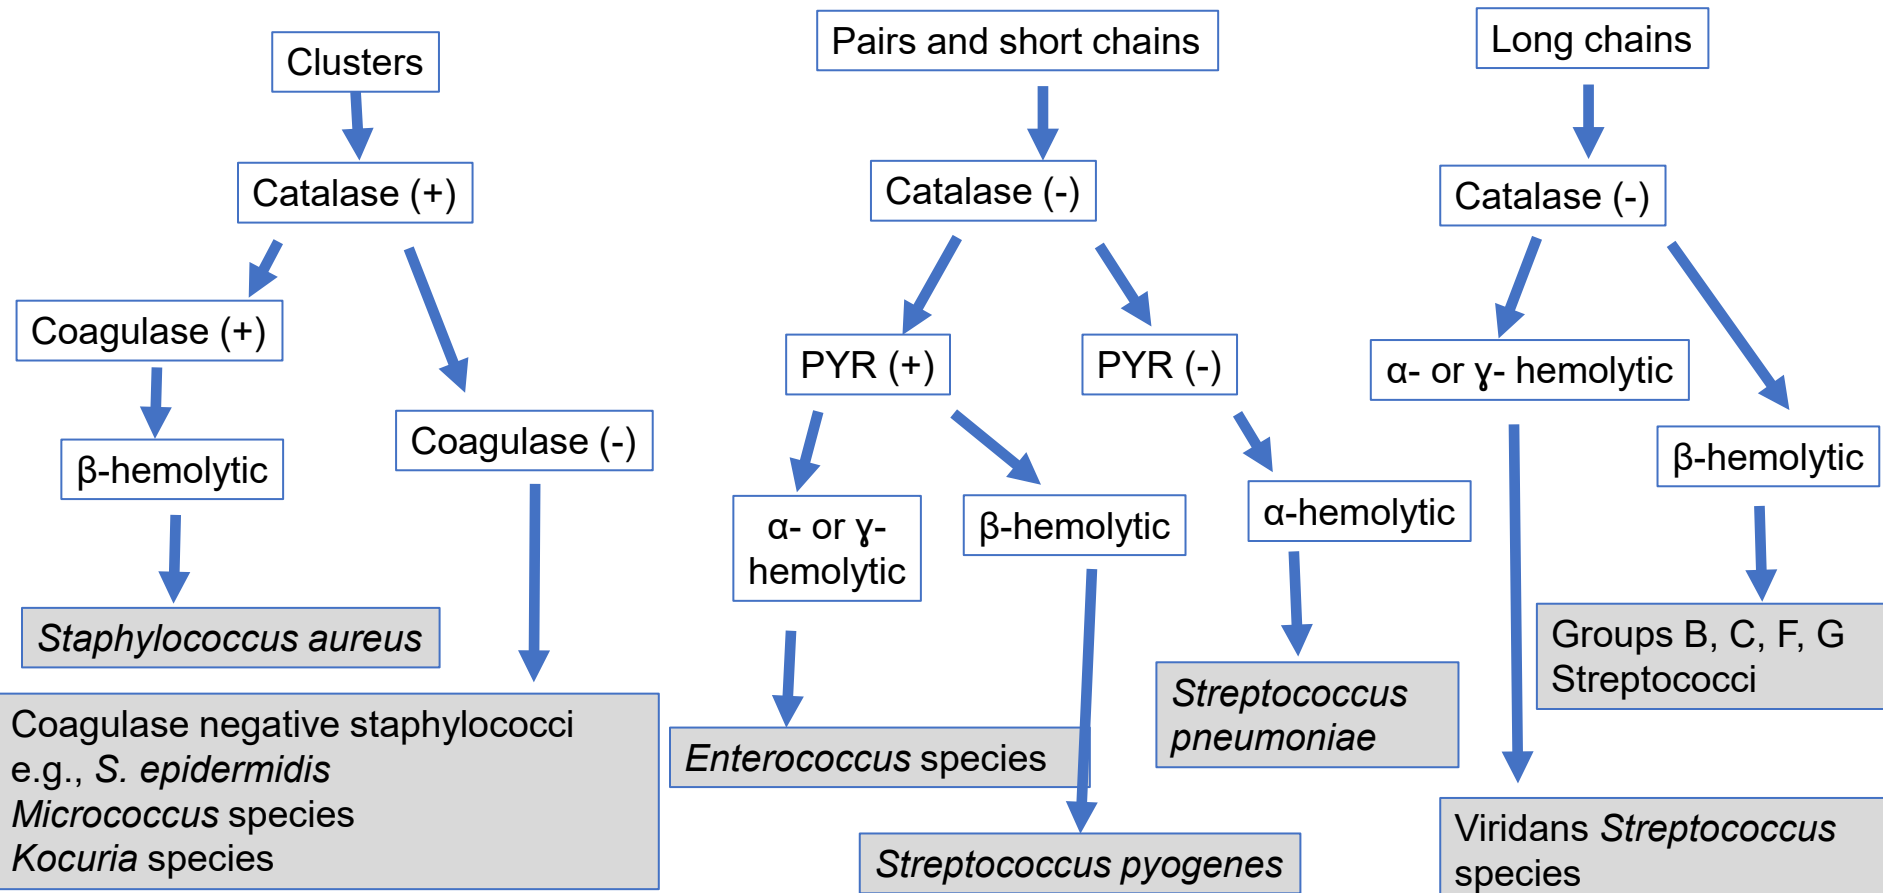 Clusters
Catalase (+)
Coagulase (+)
Coagulase (-)
β-hemolytic
Staphylococcus aureus
Coagulase negative staphylococci
e.g., S. epidermidis
Micrococcus species
Kocuria species
Pairs and short chains
Catalase (-)
PYR (+)
PYR (-)
α- or ɣ-
hemolytic
β-hemolytic
α-hemolytic
Enterococcus species
Streptococcus pyogenes
Streptococcus
pneumoniae
Long chains
Catalase (-)
α- or ɣ- hemolytic
β-hemolytic
Groups B, C, F, G
Streptococci
Viridans Streptococcus
species